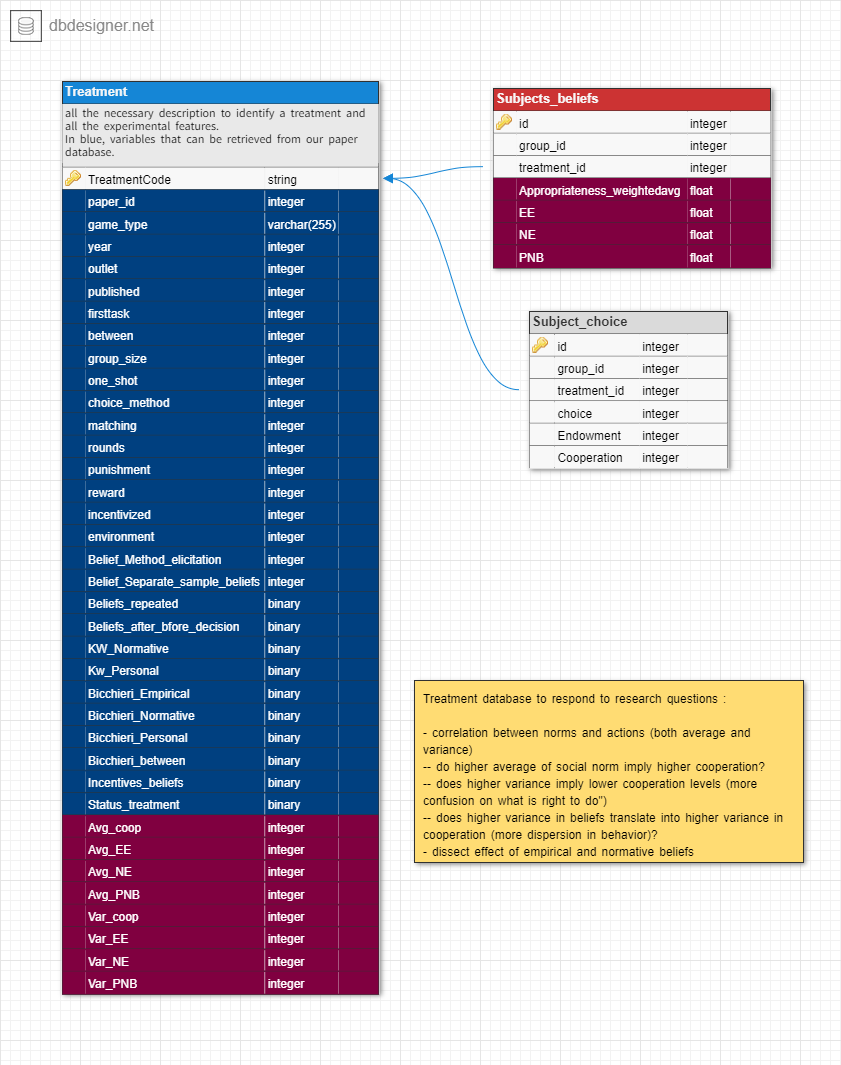 dbdesigner.net
Treatment
all the necessary description to identify a treatment and
all the experimental features.
In blue, variables that can be retrieved from our paper
database.
TreatmentCode string
paper_id integer
game_type varchar(255)
year integer
outlet integer
published integer
firsttask integer
between integer
group_size integer
one_shot integer
choice_method integer
matching integer
rounds integer
punishment integer
reward integer
incentivized integer
environment integer
Belief_Method_elicitation integer
Belief_Separate_sample_beliefs integer
Beliefs_repeated binary
Beliefs_after_bfore_decision binary
KW_Normative binary
Kw_Personal binary
Bicchieri_Empirical binary
Bicchieri_Normative binary
Bicchieri_Personal binary
Bicchieri_between binary
Incentives_beliefs binary
Status_treatment binary
Avg_coop integer
Avg_EE integer
Avg_NE integer
Avg_PNB integer
Var_coop integer
Var_EE integer
Var_NE integer
Var_PNB integer
Subjects_beliefs
id integer
group_id integer
treatment_id integer
Appropriateness_weightedavg float
EE float
NE float
PNB float
Subject_choice
id integer
group_id integer
treatment_id integer
choice integer
Endowment integer
Cooperation integer
Treatment database to respond to research questions :
- correlation between norms and actions (both average and
variance)
-- do higher average of social norm imply higher cooperation?
-- does higher variance imply lower cooperation levels (more
confusion on what is right to do")
-- does higher variance in beliefs translate into higher variance in
cooperation (more dispersion in behavior)?
- dissect effect of empirical and normative beliefs